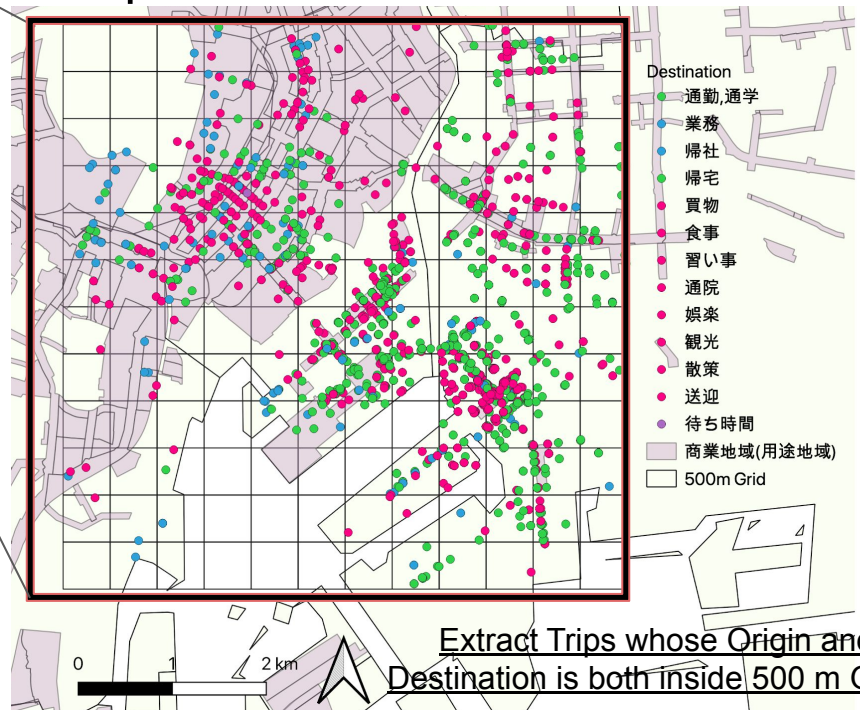 Destination
通勤,通学
業務
帰社
帰宅
買物
食事
習い事
通院
娯楽
観光
散策
送迎
待ち時間
商業地域(用途地域)
500m Grid
0 1 2 km
Extract Trips whose Origin and
Destination is both inside 500 m G